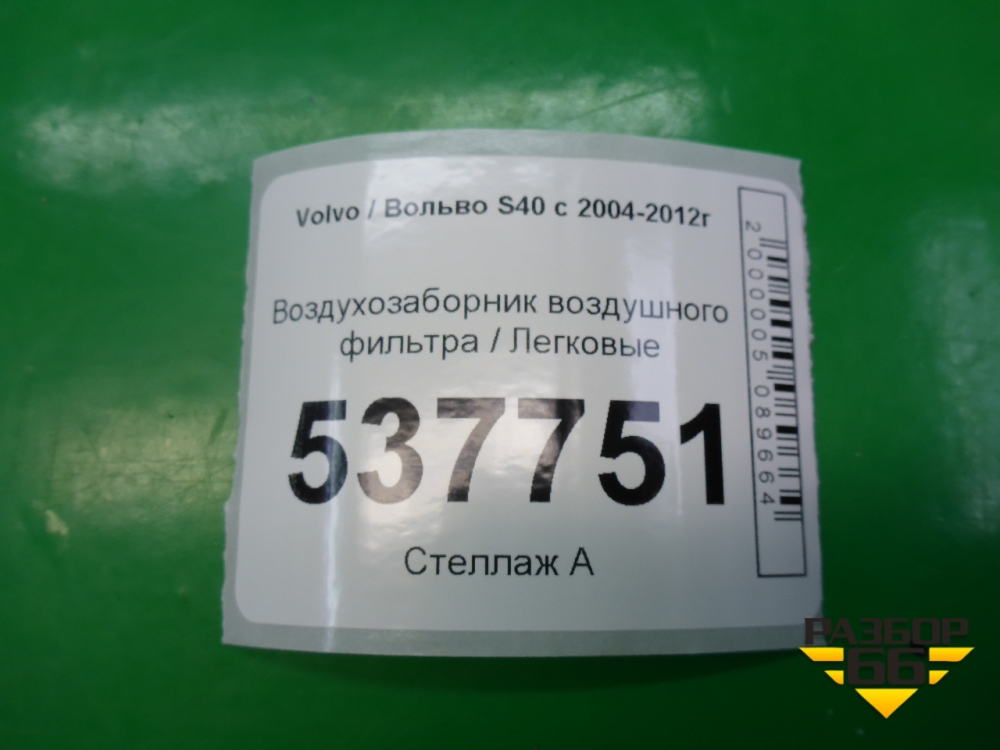 Volvo / Вольво S40 с 2004-2012г
Воздухозаборник воздушного
фильтра / Легковые
537751
Стеллаж А
2000005089664
РАЗБОР
66